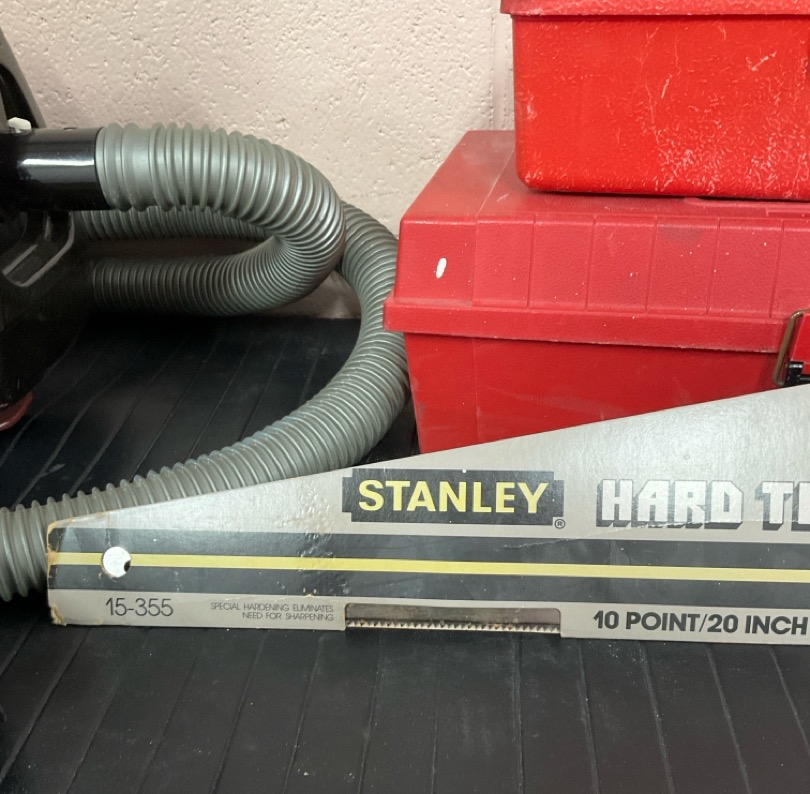 STANLEY®
HARD T
15-355
SPECIAL HARDENING ELIMINATES
NEED FOR SHARPENING
10 POINT/20 INCH